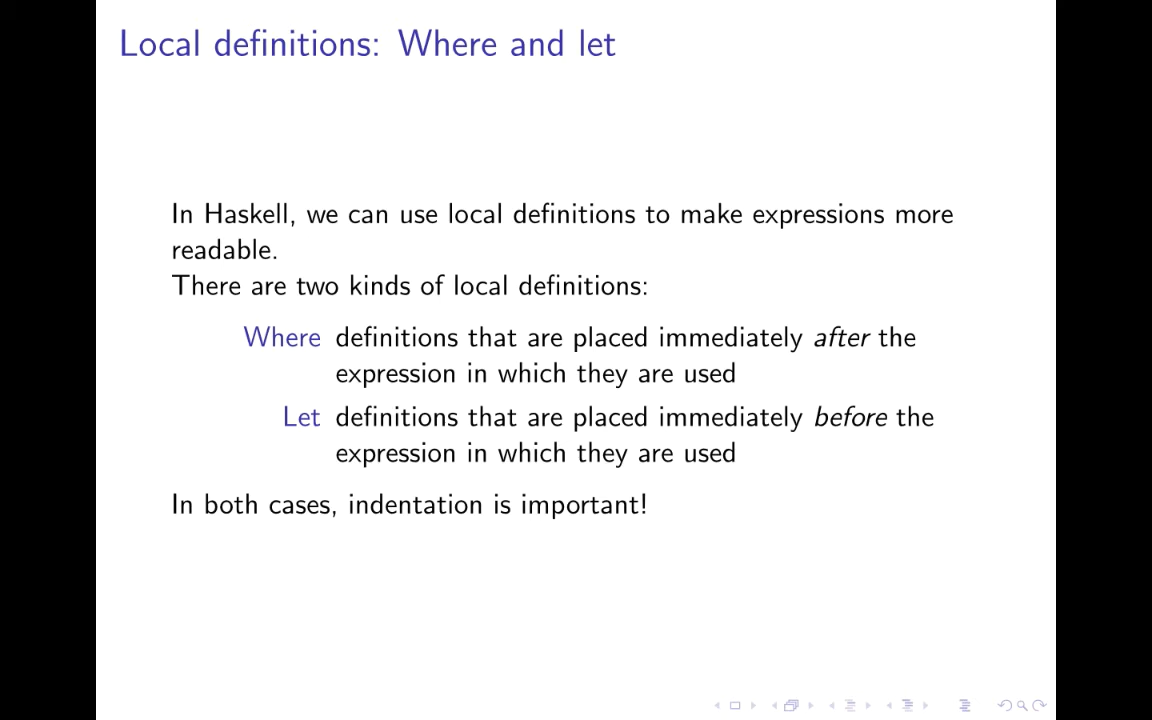 Local definitions: Where and let
In Haskell, we can use local definitions to make expressions more
readable.
There are two kinds of local definitions:
Where definitions that are placed immediately after the
expression in which they are used
Let definitions that are placed immediately before the
expression in which they are used
In both cases, indentation is important!